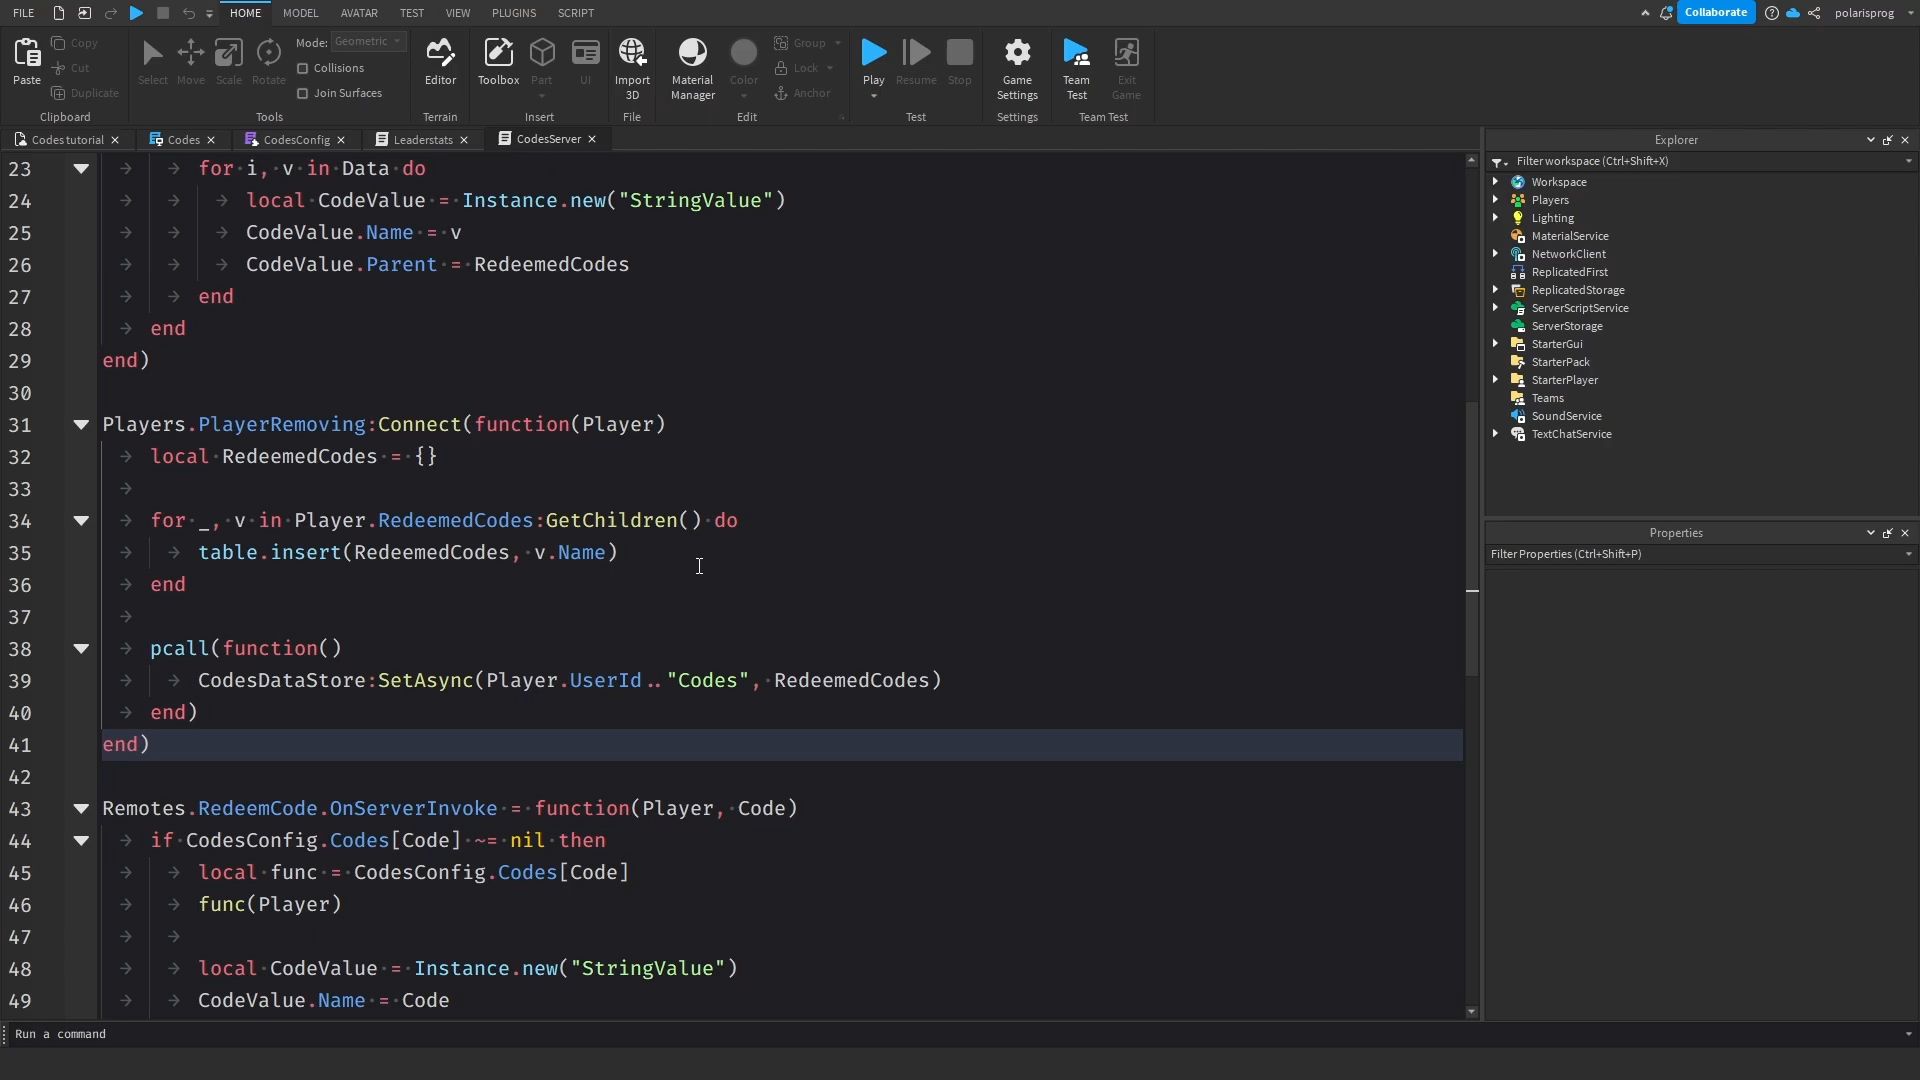 FILE HOME MODEL AVATAR TEST VIEW PLUGINS SCRIPT Collaborate polarisprog
Paste Copy Cut Duplicate Clipboard
Select Move Scale Rotate Mode: Geometric Collisions Join Surfaces Tools
Editor Terrain
Toolbox Part UI Insert
Import 3D File
Material Manager Color Group Lock Anchor Edit
Play Resume Stop Test
Game Settings Settings
Team Test Exit Game Team Test
Codes tutorial Codes CodesConfig Leaderstats CodesServer
23 for i, v in Data do
24 local CodeValue = Instance.new("StringValue")
25 CodeValue.Name = v
26 CodeValue.Parent = RedeemedCodes
27 end
28 end
29 end)
30
31 Players.PlayerRemoving:Connect(function(Player)
32 local RedeemedCodes = {}
33
34 for _, v in Player.RedeemedCodes:GetChildren() do
35 table.insert(RedeemedCodes, v.Name)
36 end
37
38 pcall(function()
39 CodesDataStore:SetAsync(Player.UserId .. "Codes", RedeemedCodes)
40 end)
41 end)
42
43 Remotes.RedeemCode.OnServerInvoke = function(Player, Code)
44 if CodesConfig.Codes[Code] ~= nil then
45 local func = CodesConfig.Codes[Code]
46 func(Player)
47
48 local CodeValue = Instance.new("StringValue")
49 CodeValue.Name = Code
Run a command
Explorer
Filter workspace (Ctrl+Shift+X)
Workspace
Players
Lighting
MaterialService
NetworkClient
ReplicatedFirst
ReplicatedStorage
ServerScriptService
ServerStorage
StarterGui
StarterPack
StarterPlayer
Teams
SoundService
TextChatService
Properties
Filter Properties (Ctrl+Shift+P)